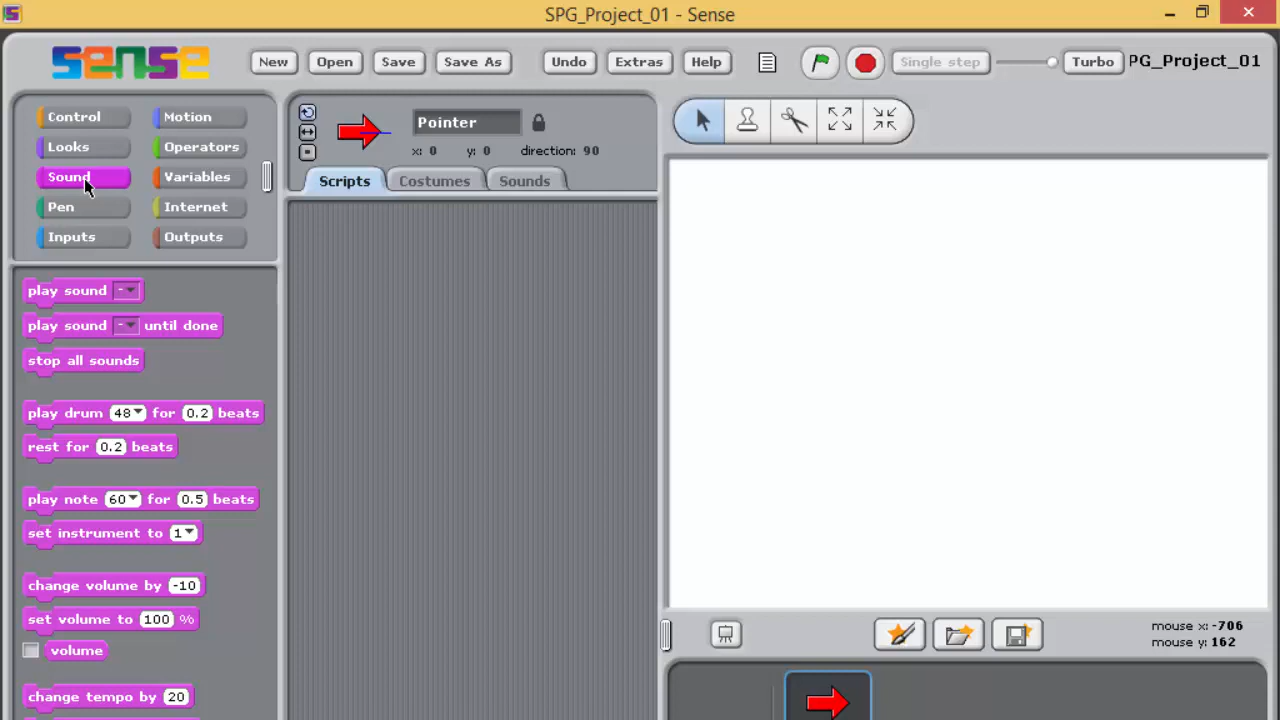 SPG_Project_01 - Sense
sense
New Open Save Save As Undo Extras Help Single step Turbo PG_Project_01
Control Motion
Looks Operators
Sound Variables
Pen Internet
Inputs Outputs
Pointer
x: 0 y: 0 direction: 90
Scripts Costumes Sounds
play sound -
play sound - until done
stop all sounds
play drum 48 for 0.2 beats
rest for 0.2 beats
play note 60 for 0.5 beats
set instrument to 1
change volume by -10
set volume to 100 %
volume
change tempo by 20
mouse x: -706
mouse y: 162